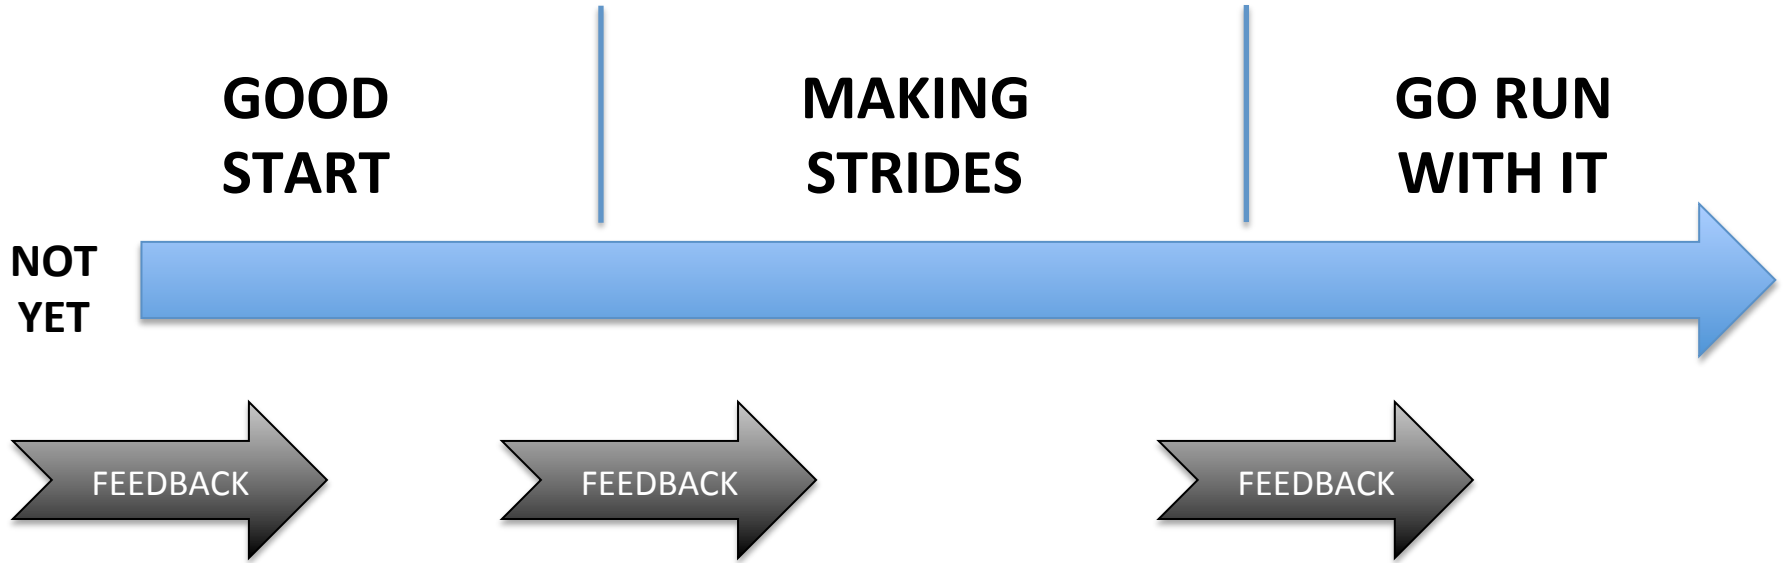 GOOD
START
MAKING
STRIDES
GO RUN
WITH IT
NOT
YET
FEEDBACK
FEEDBACK
FEEDBACK